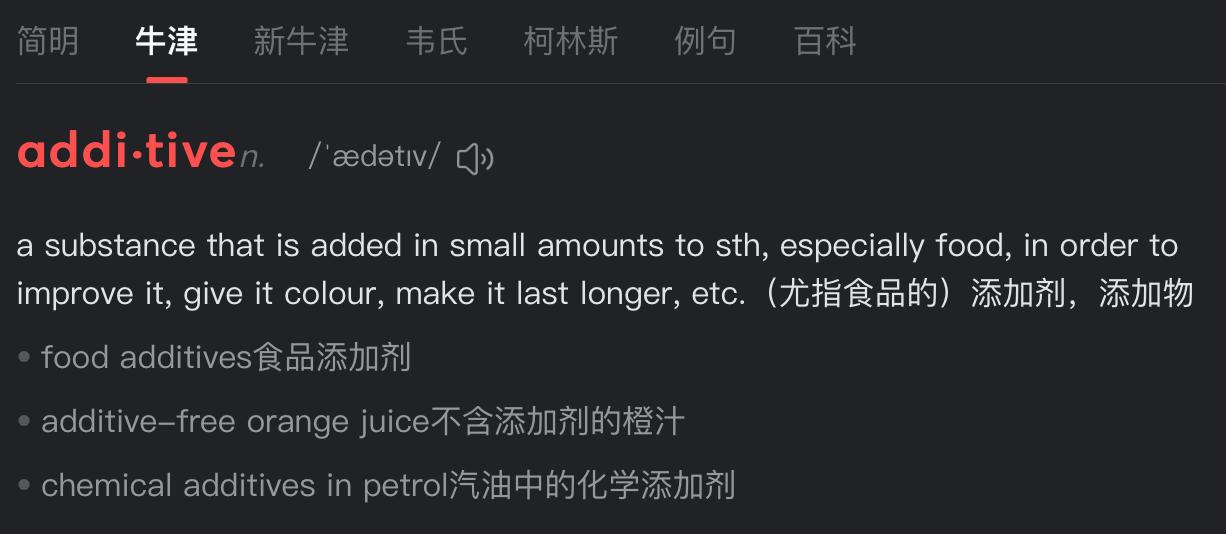 简明 牛津 新牛津 韦氏 柯林斯 例句 百科
addi·tive n. /ˈædətɪv/
a substance that is added in small amounts to sth, especially food, in order to
improve it, give it colour, make it last longer, etc.（尤指食品的）添加剂，添加物
• food additives食品添加剂
• additive–free orange juice不含添加剂的橙汁
• chemical additives in petrol汽油中的化学添加剂